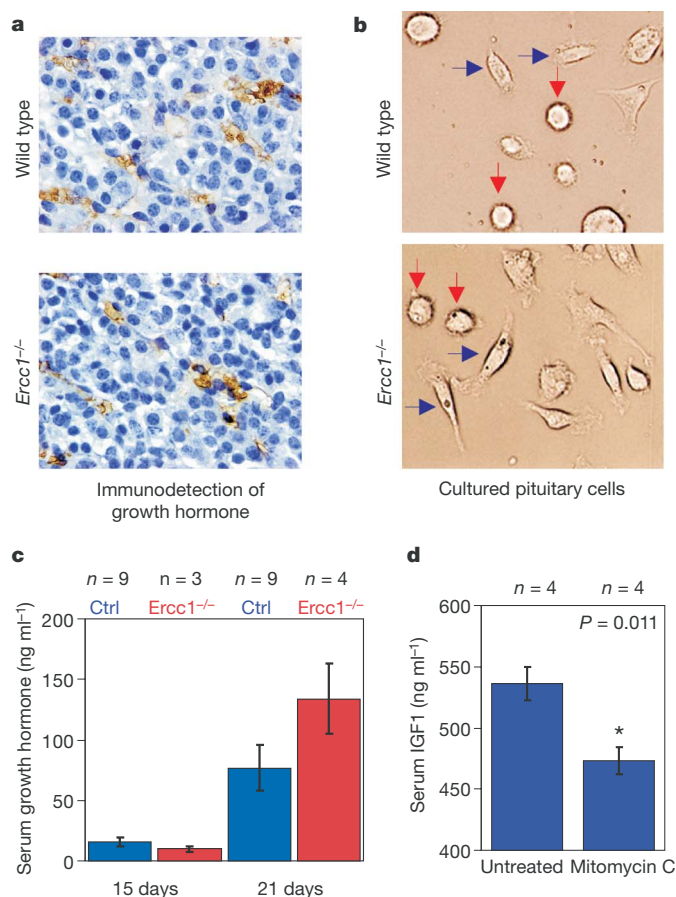 a
Wild type
Ercc1–/–
Immunodetection of
growth hormone
b
Wild type
Ercc1–/–
Cultured pituitary cells
c
n = 9 n = 3 n = 9 n = 4
Ctrl Ercc1–/– Ctrl Ercc1–/–
Serum growth hormone (ng ml–1)
200
150
100
50
0
15 days 21 days
d
n = 4 n = 4
P = 0.011
*
Serum IGF1 (ng ml–1)
600
550
500
450
400
Untreated Mitomycin C